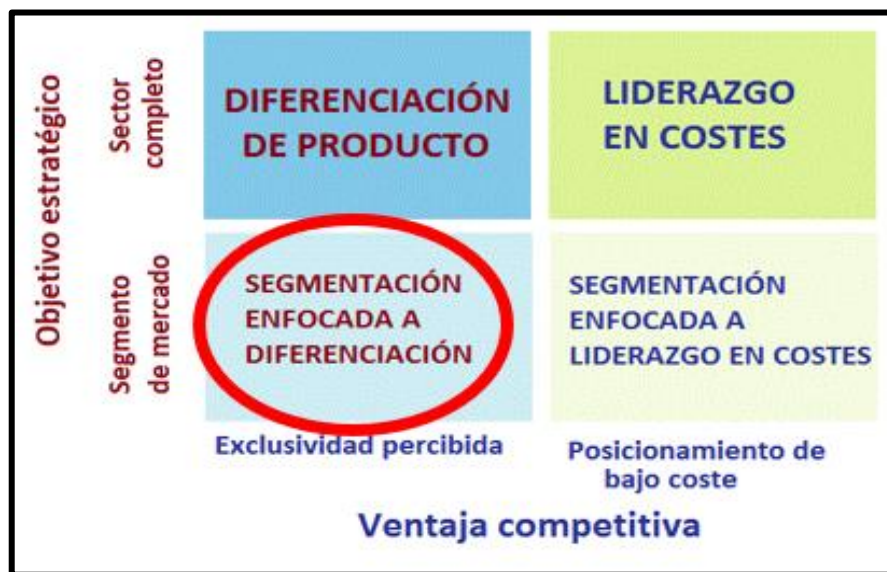 Objetivo estratégico
Sector
completo
DIFERENCIACIÓN
DE PRODUCTO
LIDERAZGO
EN COSTES
Segmento
de mercado
SEGMENTACIÓN
ENFOCADA A
DIFERENCIACIÓN
SEGMENTACIÓN
ENFOCADA A
LIDERAZGO EN COSTES
Exclusividad percibida
Posicionamiento de
bajo coste
Ventaja competitiva